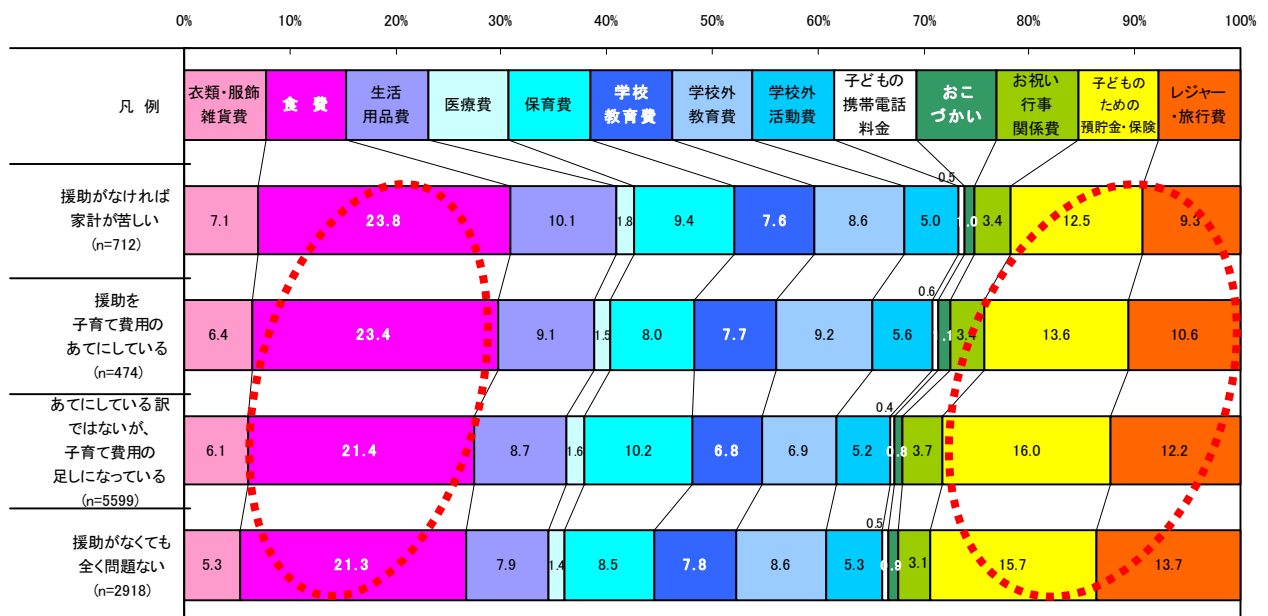 0% 10% 20% 30% 40% 50% 60% 70% 80% 90% 100%
凡 例
衣類・服飾
雑貨費
食 費
生活
用品費
医療費
保育費
学校
教育費
学校外
教育費
学校外
活動費
子どもの
携帯電話
料金
おこ
づかい
お祝い
行事
関係費
子どもの
ための
預貯金・保険
レジャー
・旅行費
援助がなければ
家計が苦しい
(n=712)
7.1 23.8 10.1 1.8 9.4 7.6 8.6 5.0 0.5 1.0 3.4 12.5 9.3
援助を
子育て費用の
あてにしている
(n=474)
6.4 23.4 9.1 1.5 8.0 7.7 9.2 5.6 0.6 1.1 3.4 13.6 10.6
あてにしている訳
ではないが、
子育て費用の
足しになっている
(n=5599)
6.1 21.4 8.7 1.6 10.2 6.8 6.9 5.2 0.4 0.8 3.7 16.0 12.2
援助がなくても
全く問題ない
(n=2918)
5.3 21.3 7.9 1.4 8.5 7.8 8.6 5.3 0.5 0.9 3.1 15.7 13.7